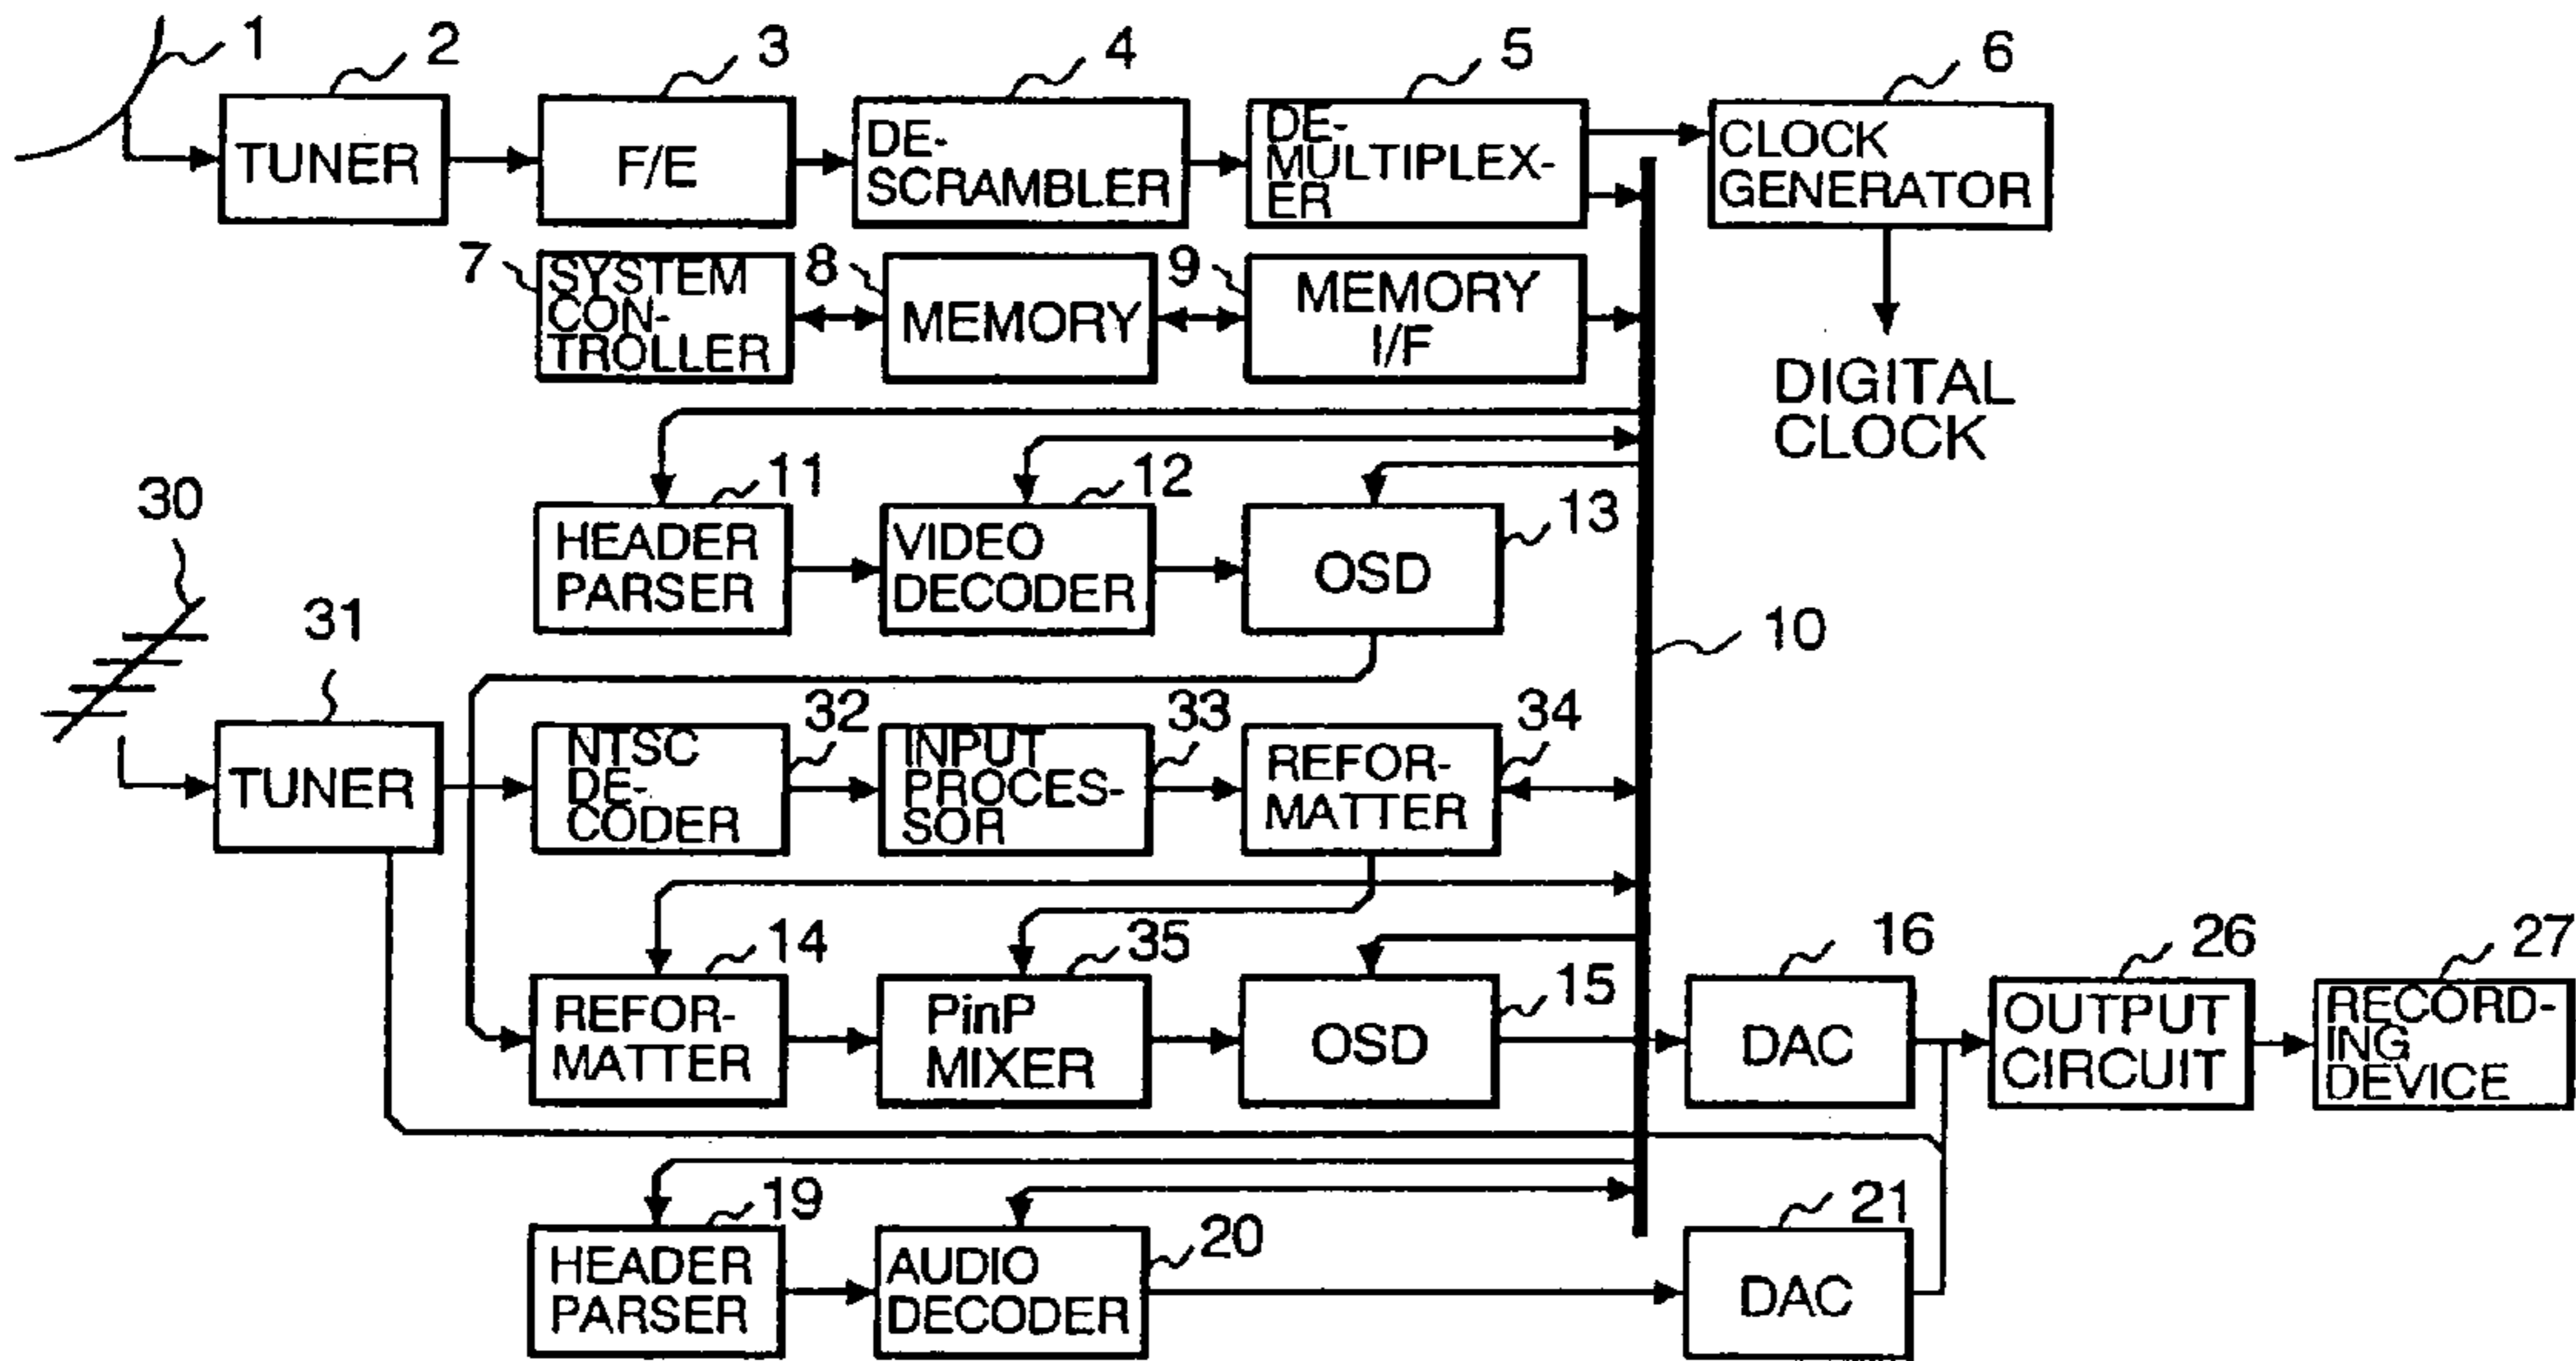 1
2
3
4
5
6
TUNER
F/E
DE-
SCRAMBLER
DE-
MULTIPLEX-
ER
CLOCK
GENERATOR
7
SYSTEM
CON-
TROLLER
8
MEMORY
9
MEMORY
I/F
DIGITAL
CLOCK
11
12
13
HEADER
PARSER
VIDEO
DECODER
OSD
30
31
10
32
33
34
TUNER
NTSC
DE-
CODER
INPUT
PROCES-
SOR
REFOR-
MATTER
14
35
15
16
26
27
REFOR-
MATTER
PinP
MIXER
OSD
DAC
OUTPUT
CIRCUIT
RECORD-
ING
DEVICE
19
20
21
HEADER
PARSER
AUDIO
DECODER
DAC